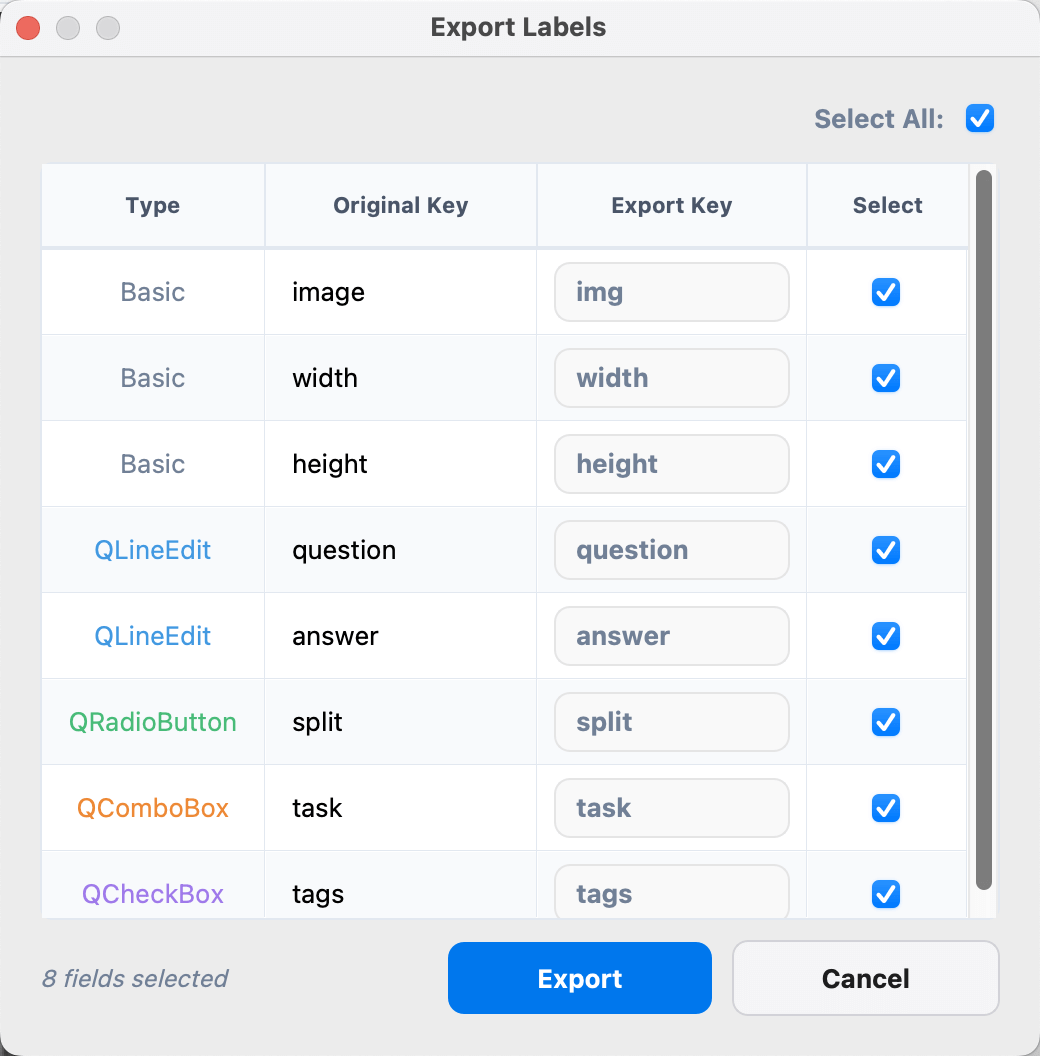 Export Labels
Select All:
Type Original Key Export Key Select
Basic image img
Basic width width
Basic height height
QLineEdit question question
QLineEdit answer answer
QRadioButton split split
QComboBox task task
QCheckBox tags tags
8 fields selected Export Cancel